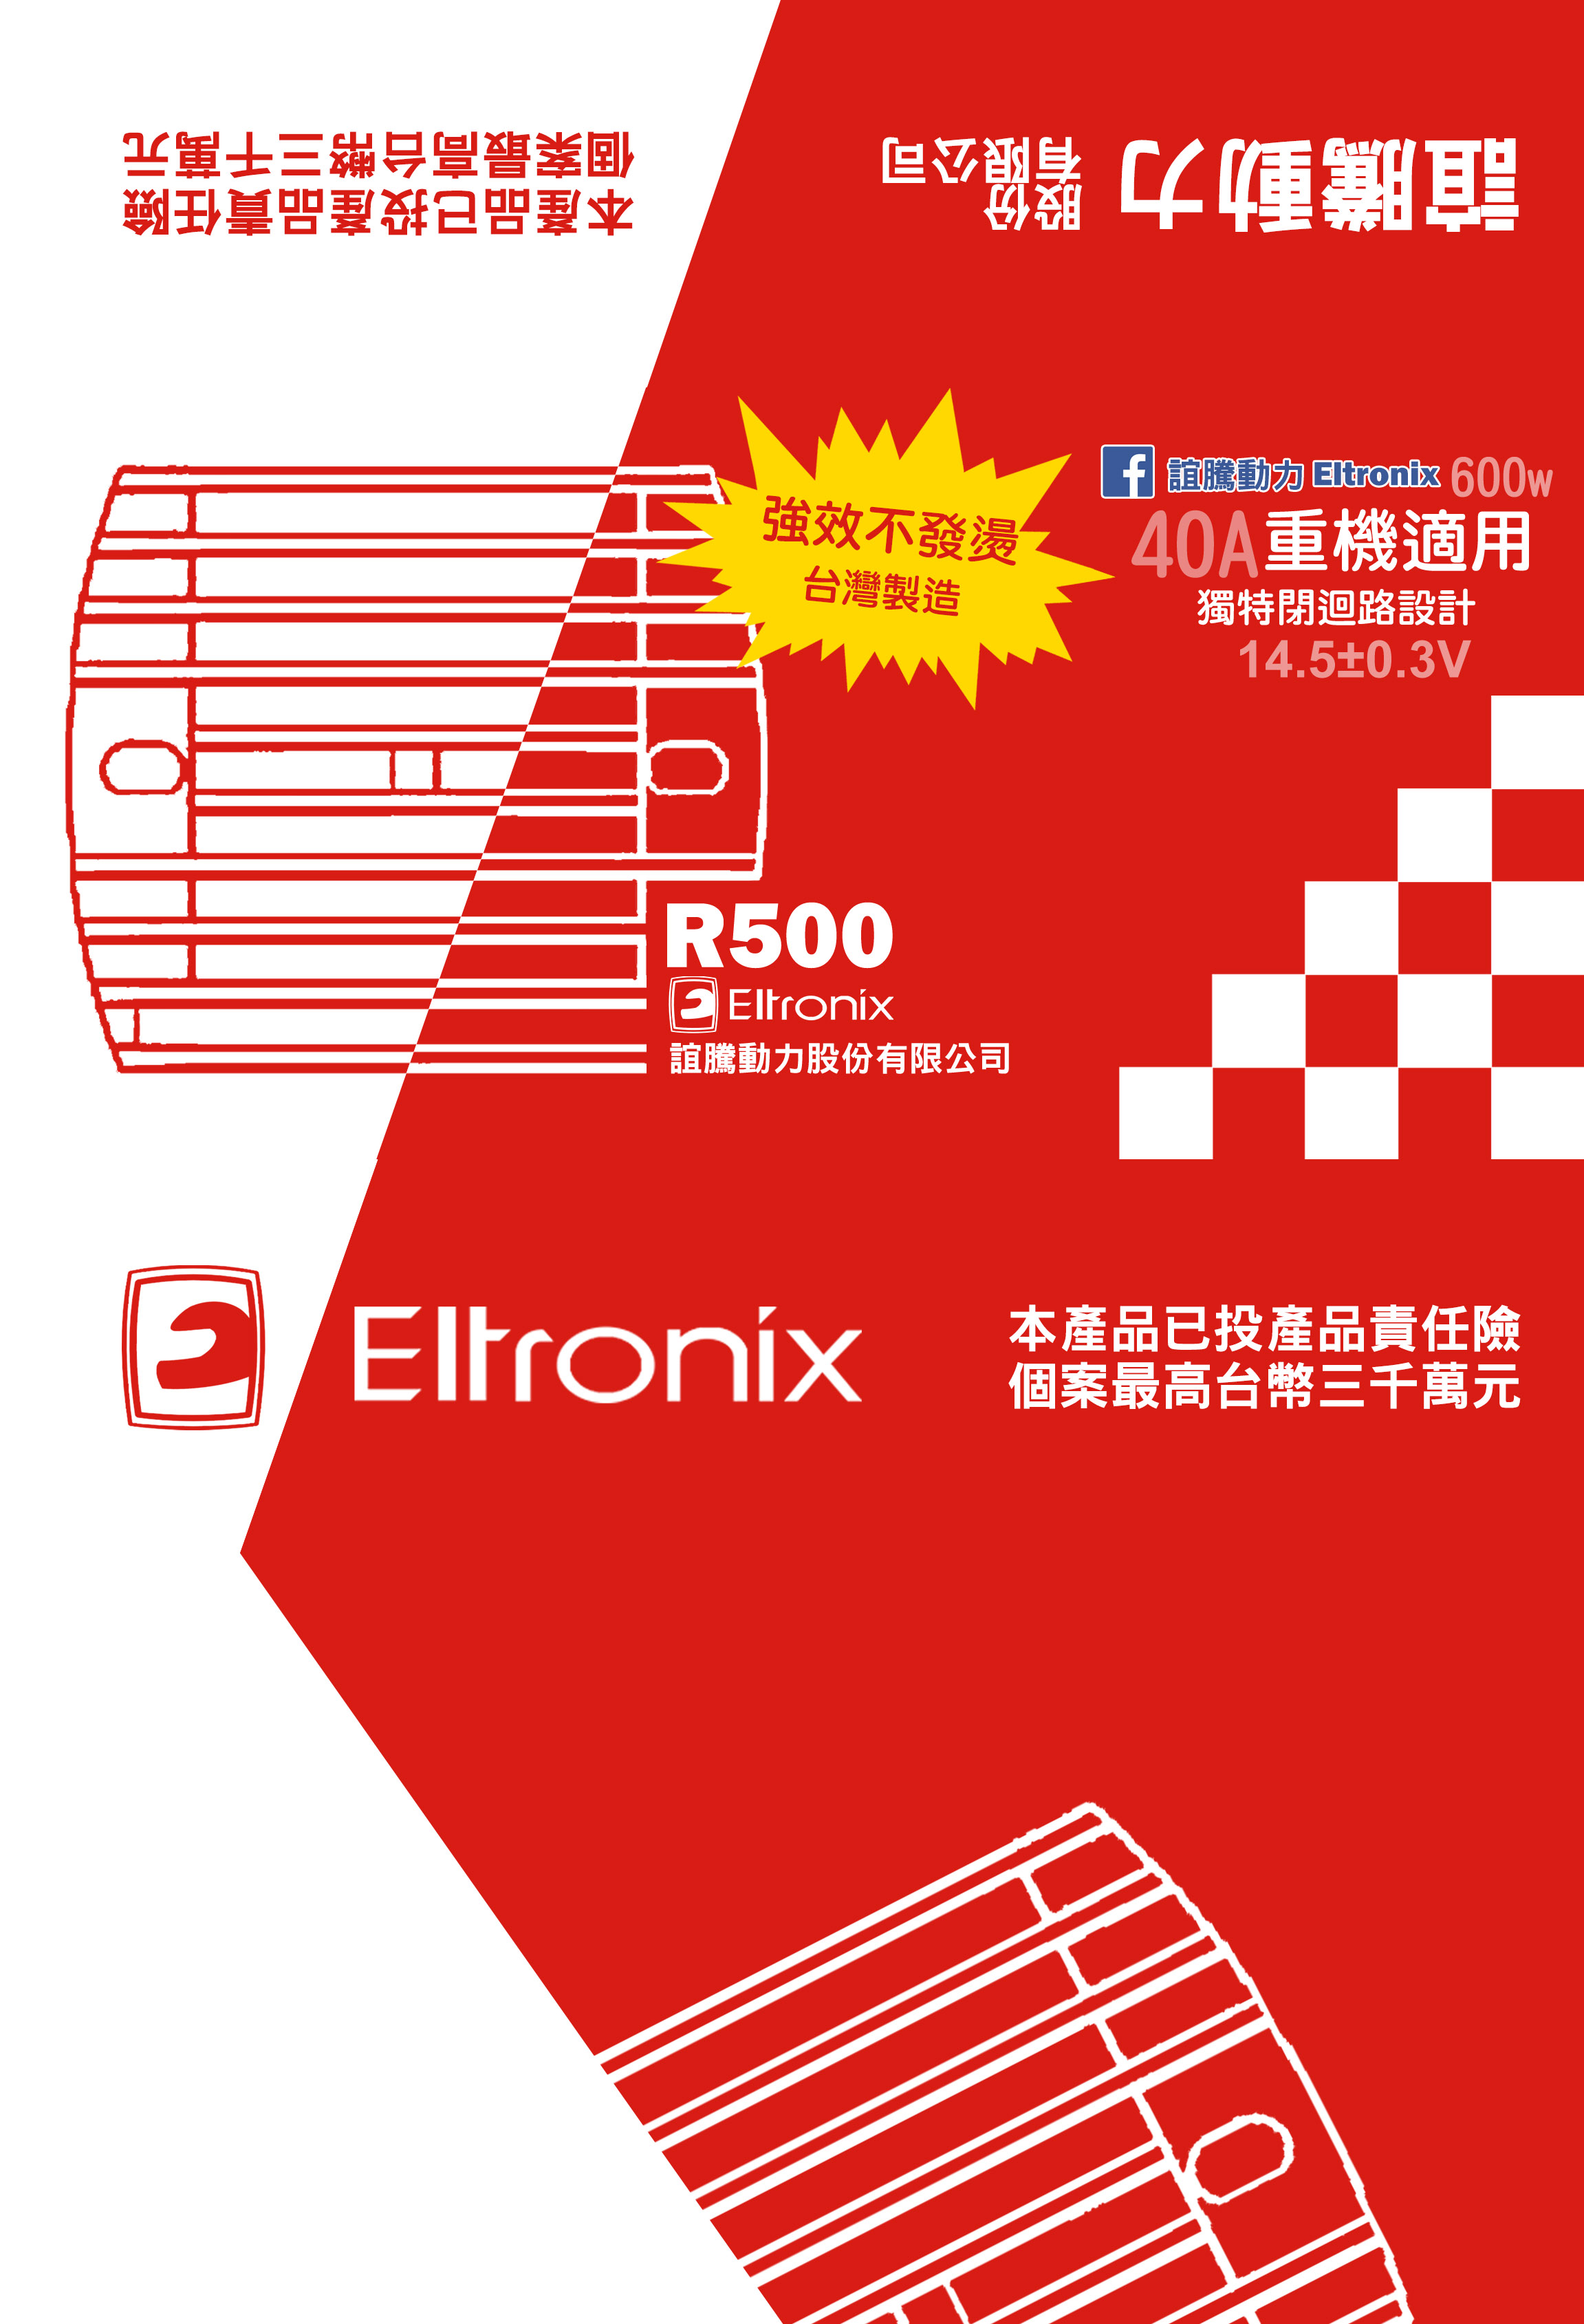 本產品已投產品責任險
個案最高台幣三千萬元
誼騰動力 股份
有限公司
強效不發燙
台灣製造
誼騰動力 Eltronix 600w
40A重機適用
獨特閉迴路設計
14.5±0.3V
R500
Eltronix
誼騰動力股份有限公司
Eltronix
本產品已投產品責任險
個案最高台幣三千萬元